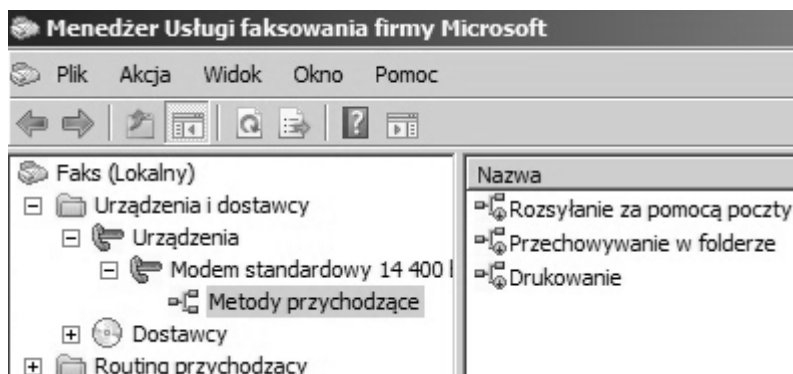 Menedżer Usługi faksowania firmy Microsoft
Plik Akcja Widok Okno Pomoc
Faks (Lokalny)
Urządzenia i dostawcy
Urządzenia
Modem standardowy 14 400
Metody przychodzące
Dostawcy
Routing przychodzący
Nazwa
Rozsyłanie za pomocą poczty
Przechowywanie w folderze
Drukowanie